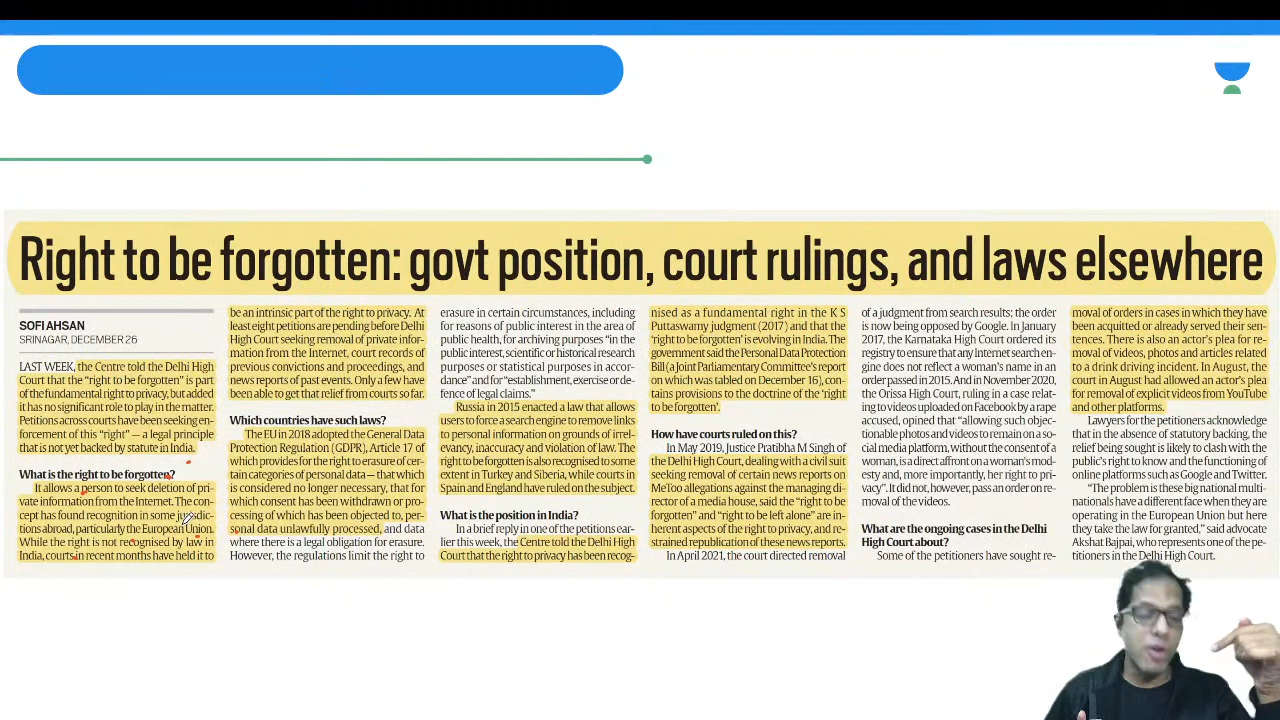 Right to be forgotten: govt position, court rulings, and laws elsewhere
SOFI AHSAN
SRINAGAR, DECEMBER 26
LAST WEEK, the Centre told the Delhi High
Court that the "right to be forgotten" is part
of the fundamental right to privacy, but added
it has no significant role to play in the matter.
Petitions across courts have been seeking en-
forcement of this "right" — a legal principle
that is not yet backed by statute in India.
What is the right to be forgotten?
It allows a person to seek deletion of pri-
vate information from the Internet. The con-
cept has found recognition in some jurisdic-
tions abroad, particularly the European Union.
While the right is not recognised by law in
India, courts in recent months have held it to
be an intrinsic part of the right to privacy. At
least eight petitions are pending before Delhi
High Court seeking removal of private infor-
mation from the Internet, court records of
previous convictions and proceedings, and
news reports of past events. Only a few have
been able to get that relief from courts so far.
Which countries have such laws?
The EU in 2018 adopted the General Data
Protection Regulation (GDPR), Article 17 of
which provides for the right to erasure of cer-
tain categories of personal data — that which
is considered no longer necessary, that for
which consent has been withdrawn or pro-
cessing of which has been objected to, per-
sonal data unlawfully processed, and data
where there is a legal obligation for erasure.
However, the regulations limit the right to
erasure in certain circumstances, including
for reasons of public interest in the area of
public health, for archiving purposes "in the
public interest, scientific or historical research
purposes or statistical purposes in accor-
dance" and for "establishment, exercise or de-
fence of legal claims."
Russia in 2015 enacted a law that allows
users to force a search engine to remove links
to personal information on grounds of irrel-
evancy, inaccuracy and violation of law. The
right to be forgotten is also recognised to some
extent in Turkey and Siberia, while courts in
Spain and England have ruled on the subject.
What is the position in India?
In a brief reply in one of the petitions ear-
lier this week, the Centre told the Delhi High
Court that the right to privacy has been recog-
nised as a fundamental right in the K S
Puttaswamy judgment (2017) and that the
'right to be forgotten' is evolving in India. The
government said the Personal Data Protection
Bill (a Joint Parliamentary Committee's report
on which was tabled on December 16), con-
tains provisions to the doctrine of the 'right
to be forgotten'.
How have courts ruled on this?
In May 2019, Justice Pratibha M Singh of
the Delhi High Court, dealing with a civil suit
seeking removal of certain news reports on
MeToo allegations against the managing di-
rector of a media house, said the "right to be
forgotten" and "right to be left alone" are in-
herent aspects of the right to privacy, and re-
strained republication of these news reports.
In April 2021, the court directed removal
of a judgment from search results; the order
is now being opposed by Google. In January
2017, the Karnataka High Court ordered its
registry to ensure that any Internet search en-
gine does not reflect a woman's name in an
order passed in 2015. And in November 2020,
the Orissa High Court, ruling in a case relat-
ing to videos uploaded on Facebook by a rape
accused, opined that "allowing such objec-
tionable photos and videos to remain on a so-
cial media platform, without the consent of a
woman, is a direct affront on a woman's mod-
esty and, more importantly, her right to pri-
vacy". It did not, however, pass an order on re-
moval of the videos.
What are the ongoing cases in the Delhi
High Court about?
Some of the petitioners have sought re-
moval of orders in cases in which they have
been acquitted or already served their sen-
tences. There is also an actor's plea for re-
moval of videos, photos and articles related
to a drink driving incident. In August, the
court in August had allowed an actor's plea
for removal of explicit videos from YouTube
and other platforms.
Lawyers for the petitioners acknowledge
that in the absence of statutory backing, the
relief being sought is likely to clash with the
public's right to know and the functioning of
online platforms such as Google and Twitter.
"The problem is these big national multi-
nationals have a different face when they are
operating in the European Union but here
they take the law for granted," said advocate
Akshat Bajpai, who represents one of the pe-
titioners in the Delhi High Court.